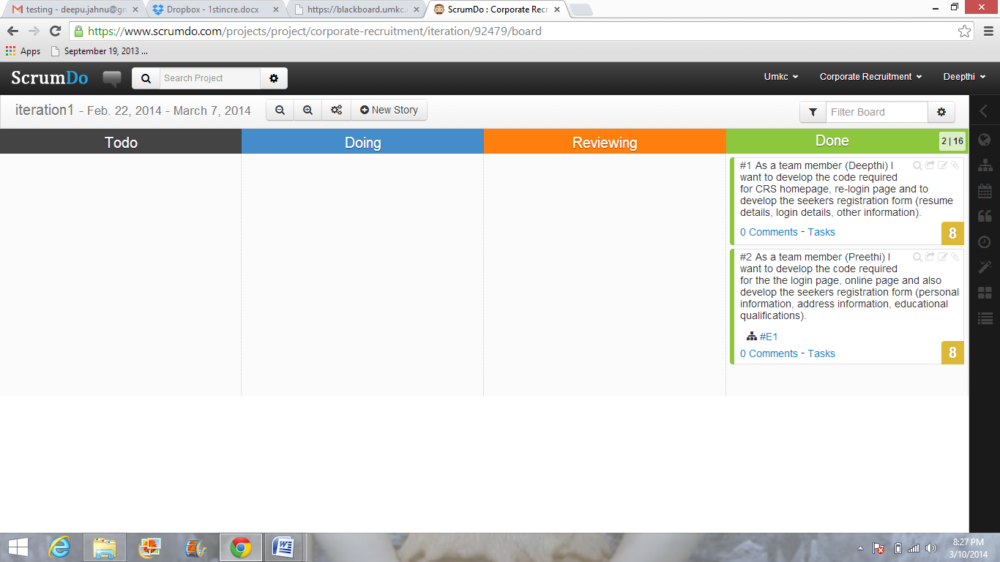 testing - deepu.jahnu@gm
Dropbox - 1stincre.docx
https://blackboard.umkc.
ScrumDo : Corporate Recr
https://www.scrumdo.com/projects/project/corporate-recruitment/iteration/92479/board
Apps
September 19, 2013 ...
ScrumDo
Search Project
Umkc
Corporate Recruitment
Deepthi
iteration1 - Feb. 22, 2014 - March 7, 2014
New Story
Filter Board
Todo
Doing
Reviewing
Done
2 | 16
#1 As a team member (Deepthi) I
want to develop the code required
for CRS homepage, re-login page and to
develop the seekers registration form (resume
details, login details, other information).
0 Comments - Tasks
8
#2 As a team member (Preethi) I
want to develop the code required
for the the login page, online page and also
develop the seekers registration form (personal
information, address information, educational
qualifications).
#E1
0 Comments - Tasks
8
8:27 PM
3/10/2014